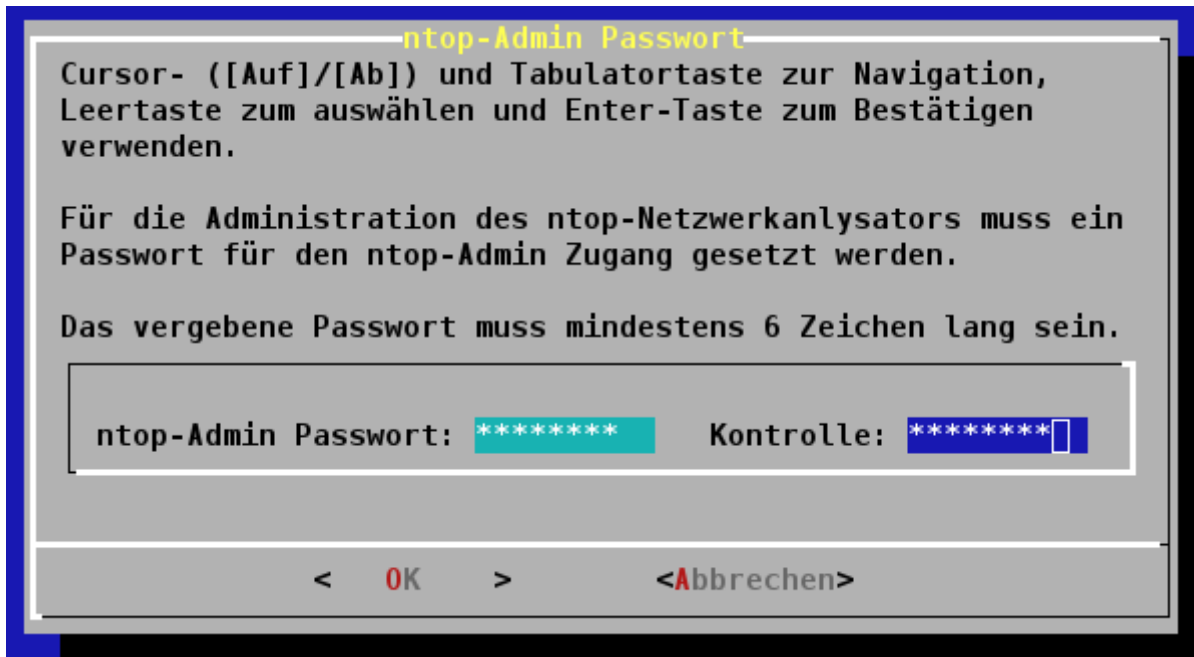 ntop-Admin Passwort
Cursor- ([Auf]/[Ab]) und Tabulatortaste zur Navigation,
Leertaste zum auswählen und Enter-Taste zum Bestätigen
verwenden.
Für die Administration des ntop-Netzwerkanlysators muss ein
Passwort für den ntop-Admin Zugang gesetzt werden.
Das vergebene Passwort muss mindestens 6 Zeichen lang sein.
ntop-Admin Passwort: ******** Kontrolle: ********
< OK > <Abbrechen>